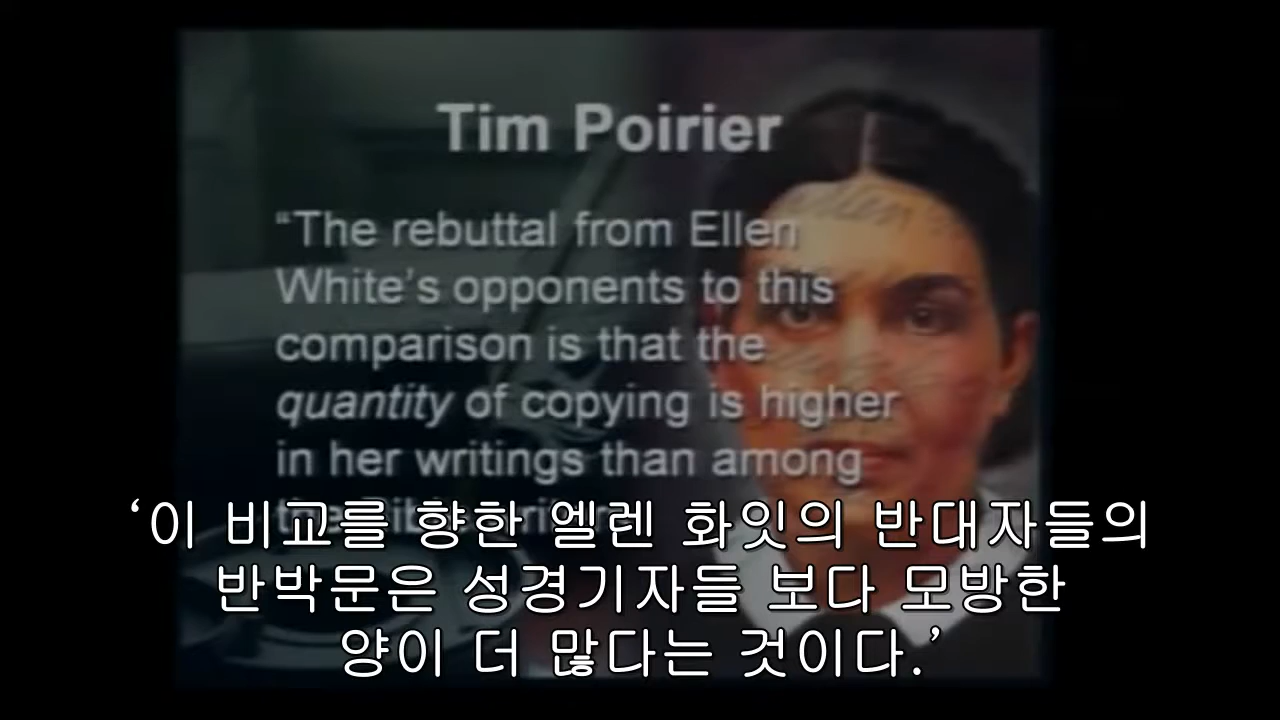 Tim Poirier
“The rebuttal from Ellen
White’s opponents to this
comparison is that the
quantity of copying is higher
in her writings than among
‘이 비교를 향한 엘렌 화잇의 반대자들의
반박문은 성경기자들 보다 모방한
양이 더 많다는 것이다.’